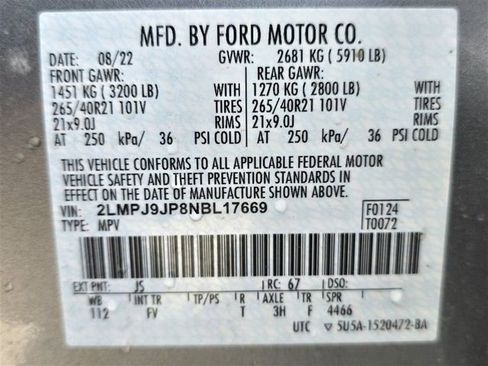 MFD. BY FORD MOTOR CO.
DATE: 08/22 GVWR: 2681 KG ( 5910 LB)
FRONT GAWR: REAR GAWR:
1451 KG ( 3200 LB) WITH 1270 KG ( 2800 LB) WITH
265/40R21 101V TIRES 265/40R21 101V TIRES
21x9.0J RIMS 21x9.0J RIMS
AT 250 kPa/ 36 PSI COLD AT 250 kPa/ 36 PSI COLD
THIS VEHICLE CONFORMS TO ALL APPLICABLE FEDERAL MOTOR
VEHICLE SAFETY AND THEFT PREVENTION STANDARDS IN
EFFECT ON THE DATE OF MANUFACTURE SHOWN ABOVE.
VIN: 2LMPJ9JP8NBL17669 F0124
TYPE: MPV T0072
EXT PNT: JS RC: 67 DSO:
WB INT TR TP/PS R AXLE TR SPR
112 FV T 3H F 4466
UTC 5U5A-1520472-BA